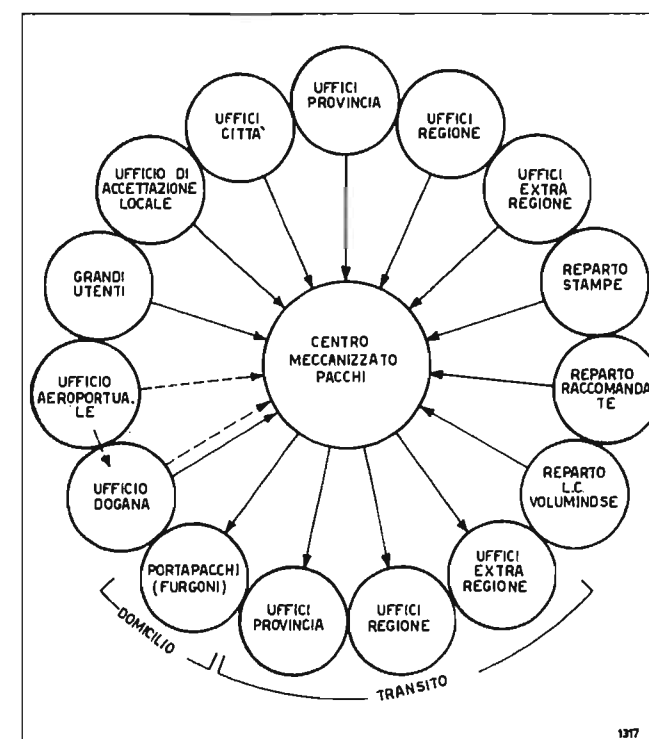 UFFICI
PROVINCIA
UFFICI
CITTÀ
UFFICI
REGIONE
UFFICIO DI
ACCETTAZIONE
LOCALE
UFFICI
EXTRA
REGIONE
GRANDI
UTENTI
REPARTO
STAMPE
CENTRO
MECCANIZZATO
PACCHI
UFFICIO
AEROPORTUA.
LE
REPARTO
RACCOMANDA
TE
UFFICIO
DOGANA
REPARTO
L.C.
VOLUMINOSE
PORTAPACCHI
(FURGONI)
UFFICI
PROVINCIA
UFFICI
REGIONE
UFFICI
EXTRA
REGIONE
DOMICILIO
TRANSITO
1317